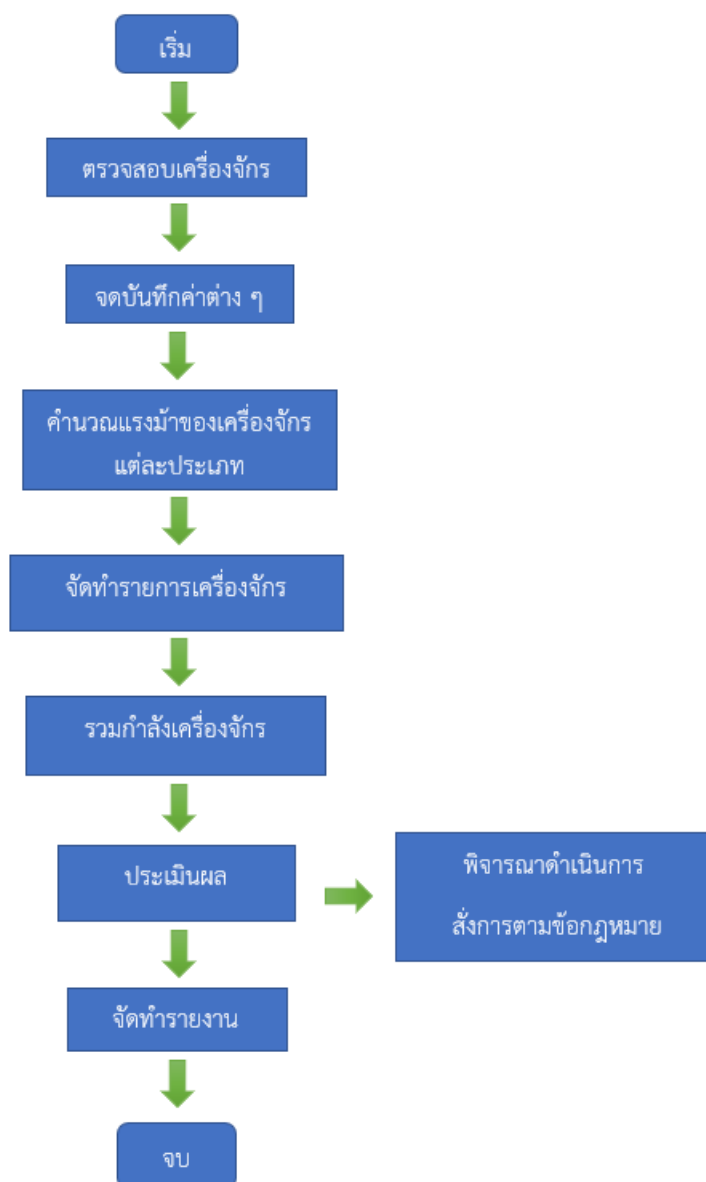 เริ่ม
ตรวจสอบเครื่องจักร
จดบันทึกค่าต่าง ๆ
คำนวณแรงม้าของเครื่องจักร
แต่ละประเภท
จัดทำรายการเครื่องจักร
รวมกำลังเครื่องจักร
ประเมินผล
พิจารณาดำเนินการ
สั่งการตามข้อกฎหมาย
จัดทำรายงาน
จบ